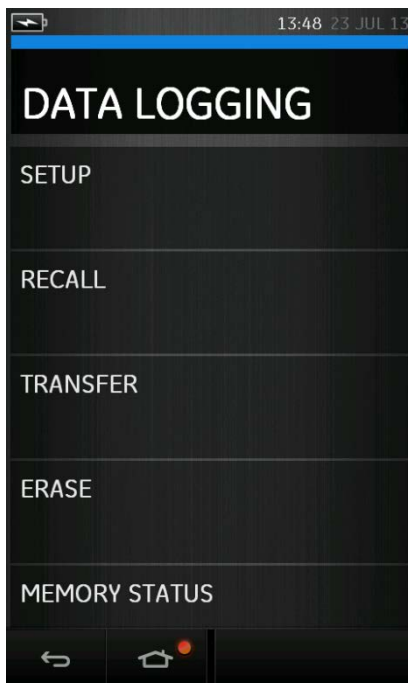 13:48 23 JUL 13
DATA LOGGING
SETUP
RECALL
TRANSFER
ERASE
MEMORY STATUS